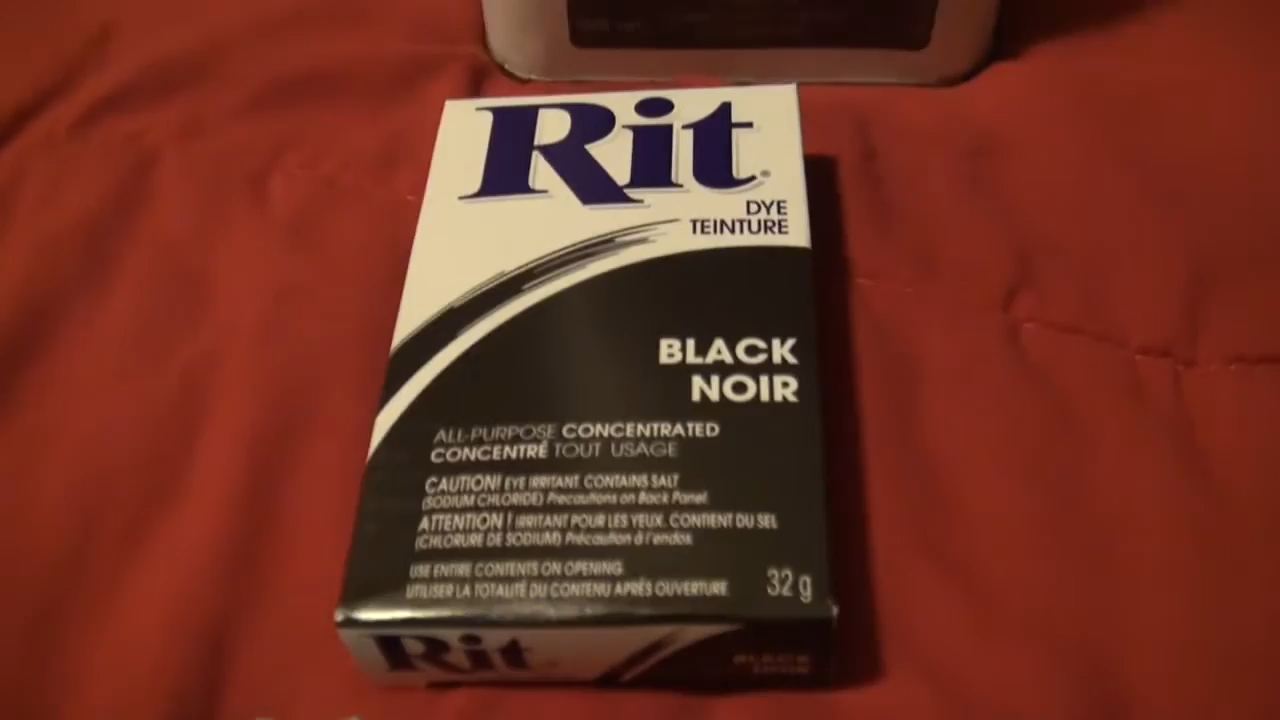 Rit
DYE
TEINTURE
BLACK
NOIR
ALL-PURPOSE CONCENTRATED
CONCENTRÉ TOUT USAGE
CAUTION! EYE IRRITANT. CONTAINS SALT
(SODIUM CHLORIDE) Precautions on Back Panel.
ATTENTION ! IRRITANT POUR LES YEUX. CONTIENT DU SEL
(CHLORURE DE SODIUM) Précaution à l'endos.
USE ENTIRE CONTENTS ON OPENING.
UTILISER LA TOTALITÉ DU CONTENU APRÈS OUVERTURE
32 g
Rit
BLACK
NOIR